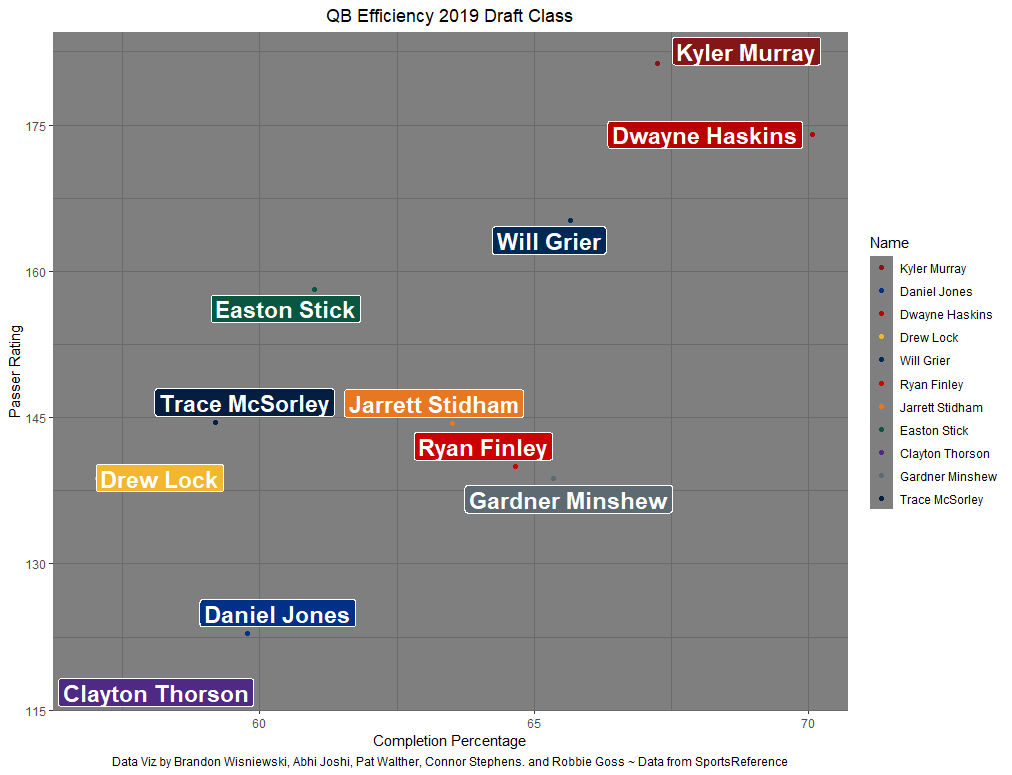 QB Efficiency 2019 Draft Class
Kyler Murray
175
Dwayne Haskins
Will Grier
160
Easton Stick
Passer Rating
Trace McSorley
Jarrett Stidham
145
Ryan Finley
Drew Lock
Gardner Minshew
130
Daniel Jones
Clayton Thorson
115
60
65
70
Completion Percentage
Data Viz by Brandon Wisniewski, Abhi Joshi, Pat Walther, Connor Stephens. and Robbie Goss ~ Data from SportsReference
Name
Kyler Murray
Daniel Jones
Dwayne Haskins
Drew Lock
Will Grier
Ryan Finley
Jarrett Stidham
Easton Stick
Clayton Thorson
Gardner Minshew
Trace McSorley